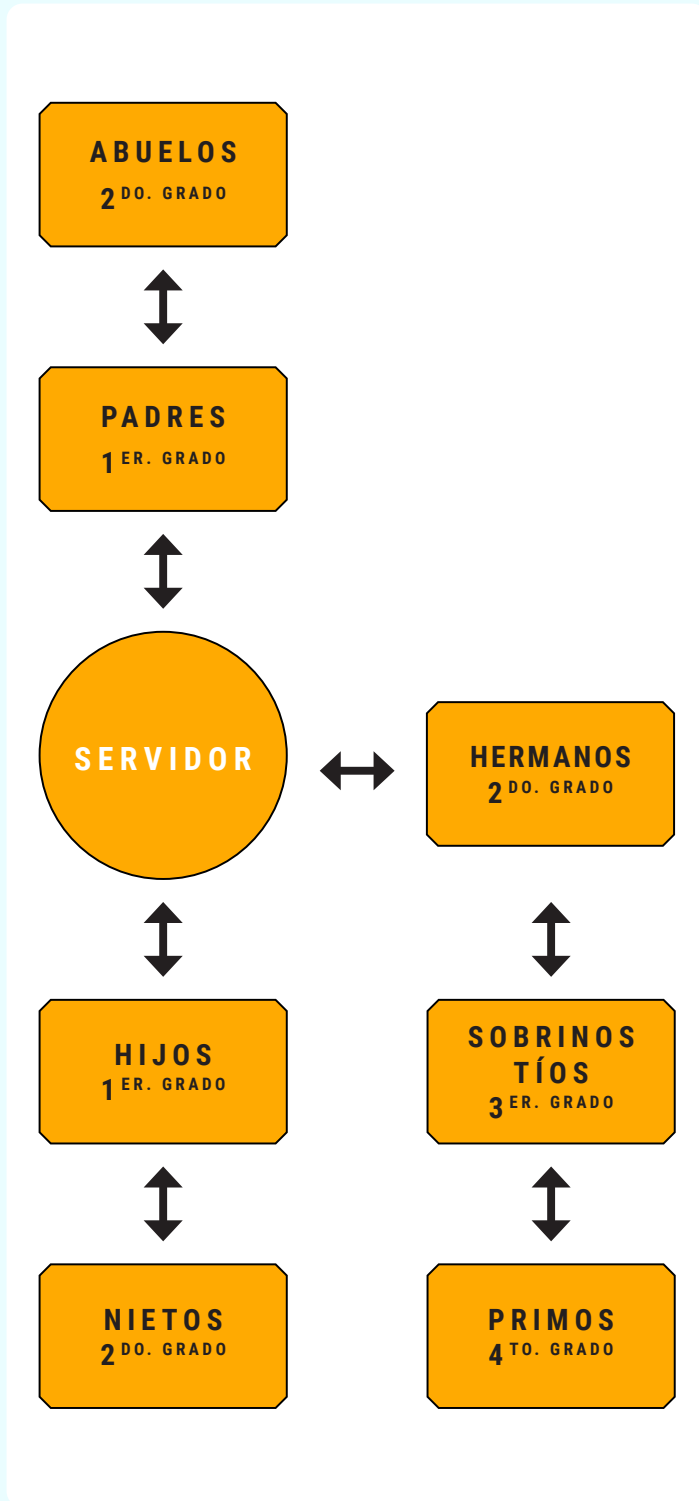 ABUELOS
2DO. GRADO
PADRES
1ER. GRADO
SERVIDOR
HERMANOS
2DO. GRADO
HIJOS
1ER. GRADO
SOBRINOS
TÍOS
3ER. GRADO
NIETOS
2DO. GRADO
PRIMOS
4TO. GRADO